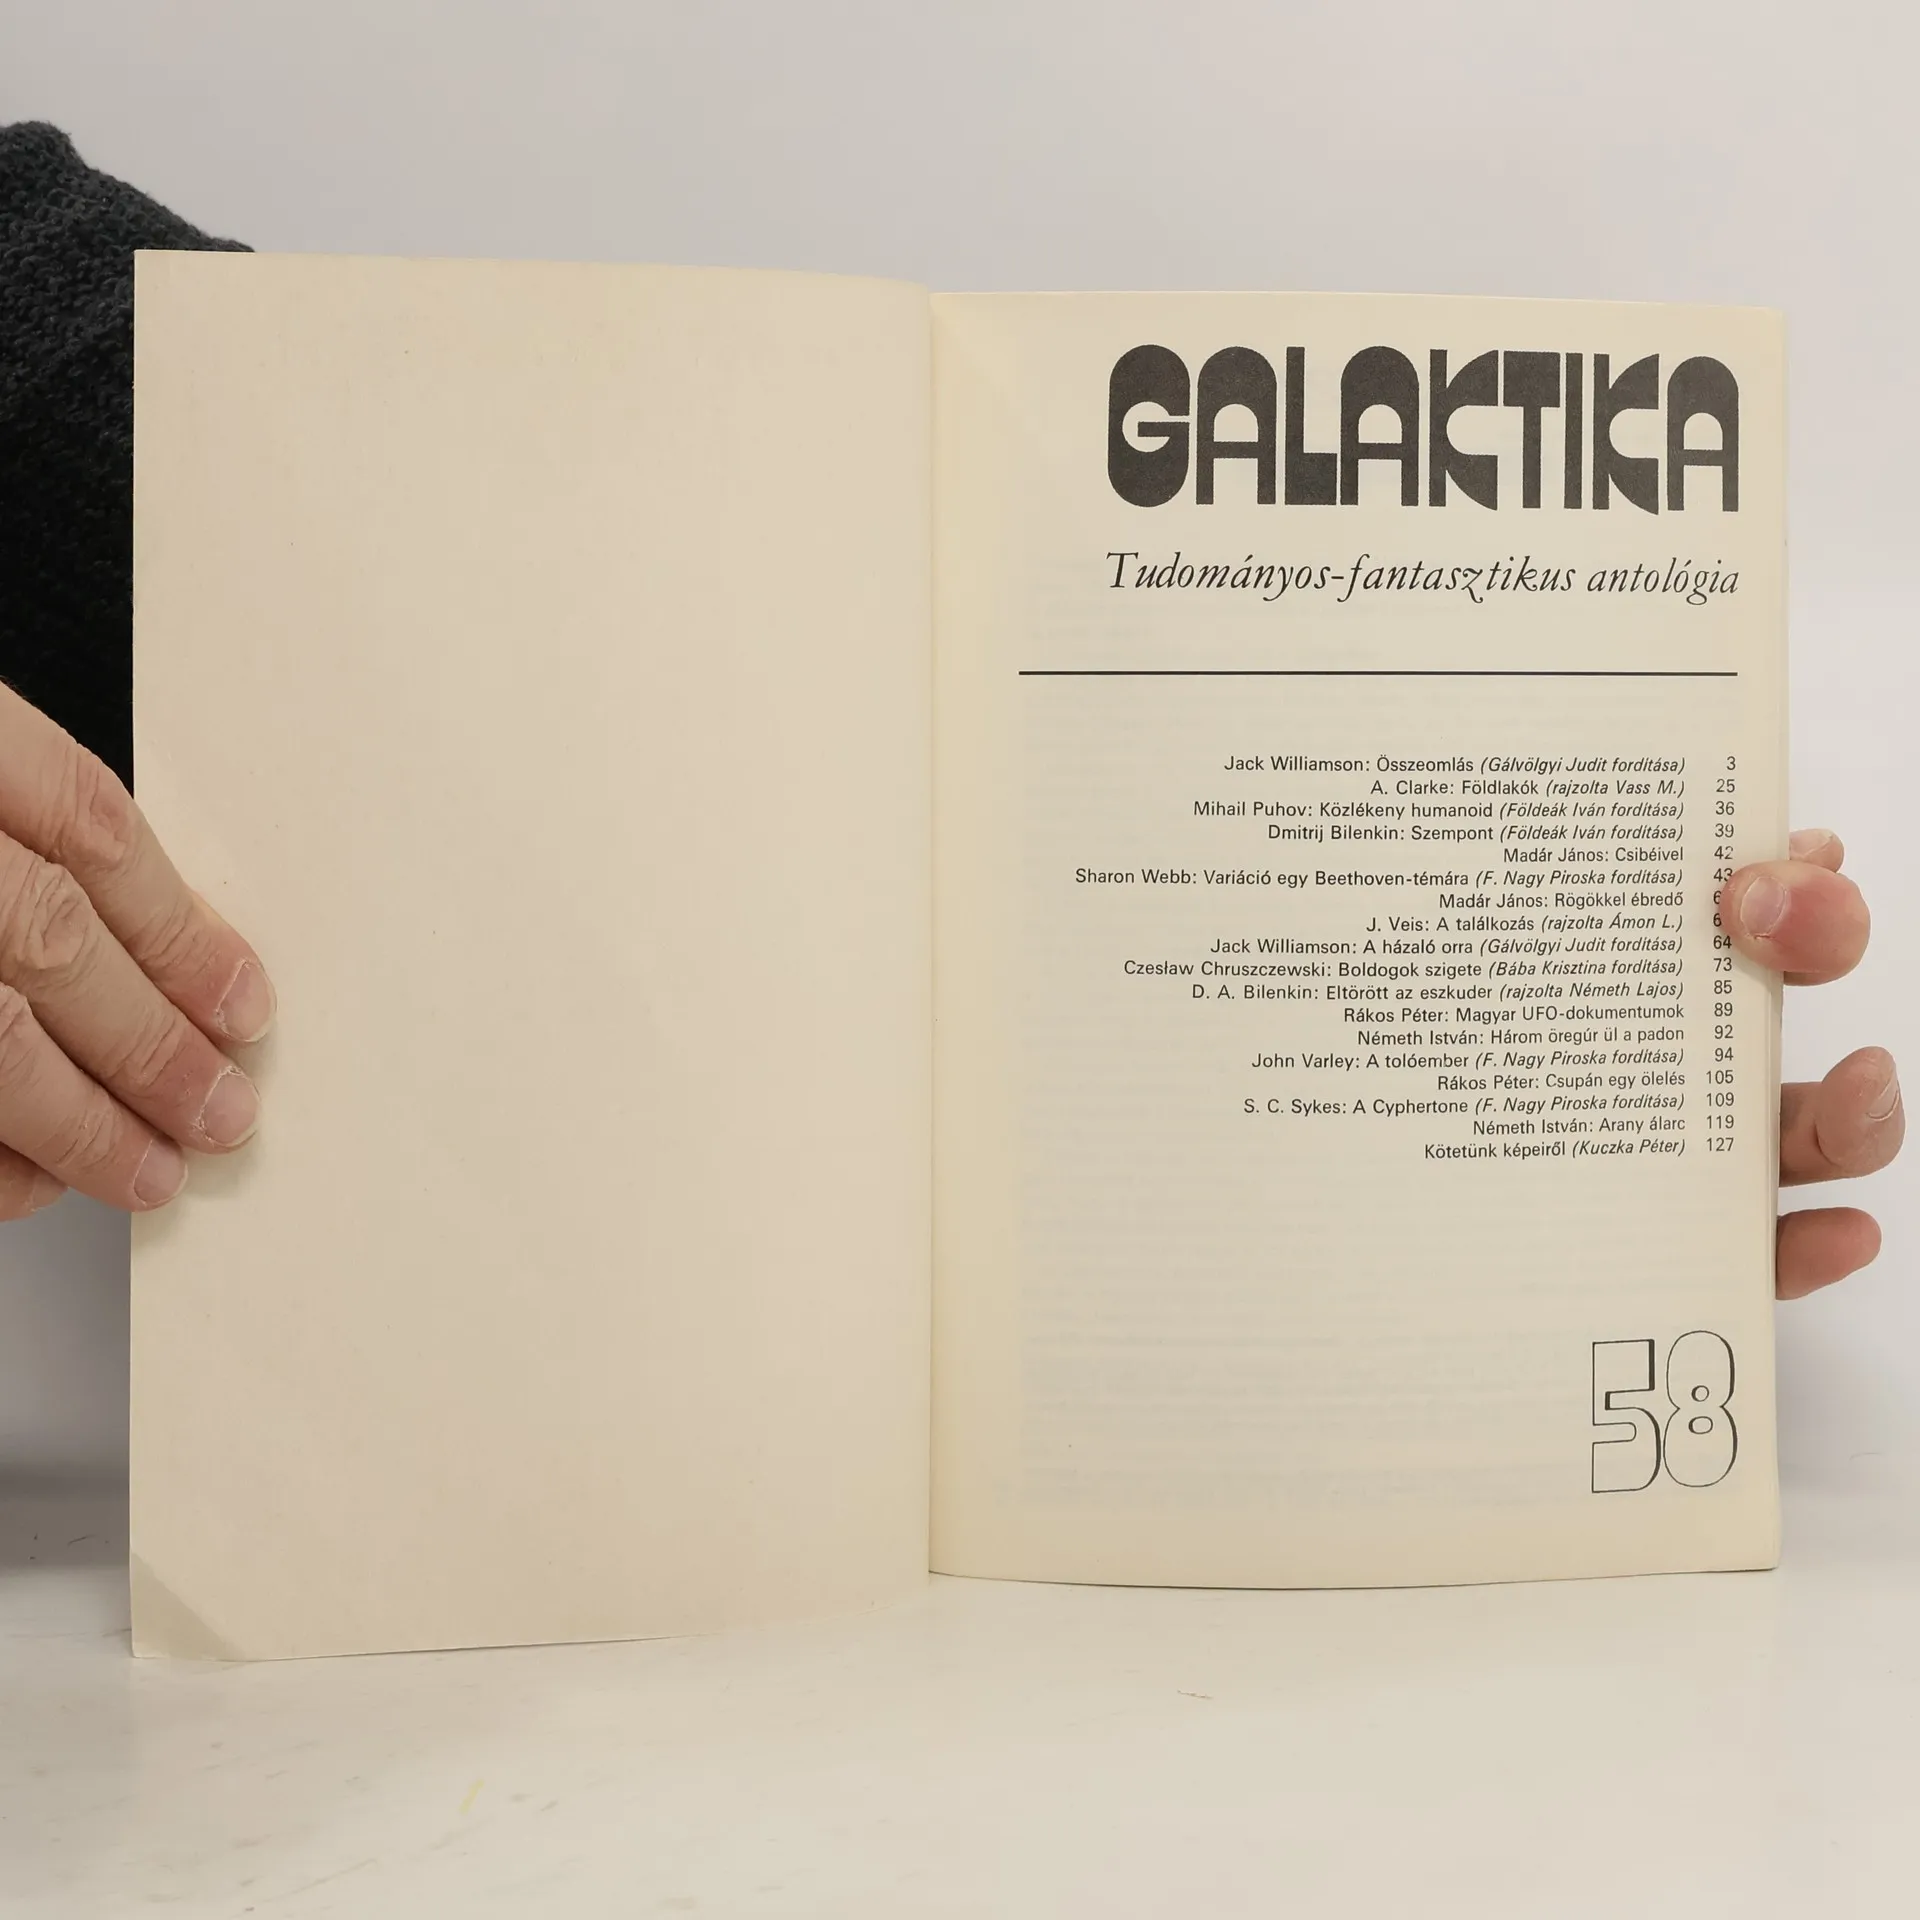 GALAKTIKA
Tudományos-fantasztikus antológia
Jack Williamson: Összeomlás (Gálvölgyi Judit fordítása) 3
A. Clarke: Földlakók (rajzolta Vass M.) 25
Mihail Puhov: Közlékeny humanoid (Földeák Iván fordítása) 36
Dmitrij Bilenkin: Szempont (Földeák Iván fordítása) 39
Madár János: Csibéivel 42
Sharon Webb: Variáció egy Beethoven-témára (F. Nagy Piroska fordítása) 43
Madár János: Rögökkel ébredő
J. Veis: A találkozás (rajzolta Ámon L.)
Jack Williamson: A házaló orra (Gálvölgyi Judit fordítása) 64
Czesław Chruszczewski: Boldogok szigete (Bába Krisztina fordítása) 73
D. A. Bilenkin: Eltörött az eszkuder (rajzolta Németh Lajos) 85
Rákos Péter: Magyar UFO-dokumentumok 89
Németh István: Három öregúr ül a padon 92
John Varley: A tolóember (F. Nagy Piroska fordítása) 94
Rákos Péter: Csupán egy ölelés 105
S. C. Sykes: A Cyphertone (F. Nagy Piroska fordítása) 109
Németh István: Arany álarc 119
Kötetünk képeiről (Kuczka Péter) 127
58